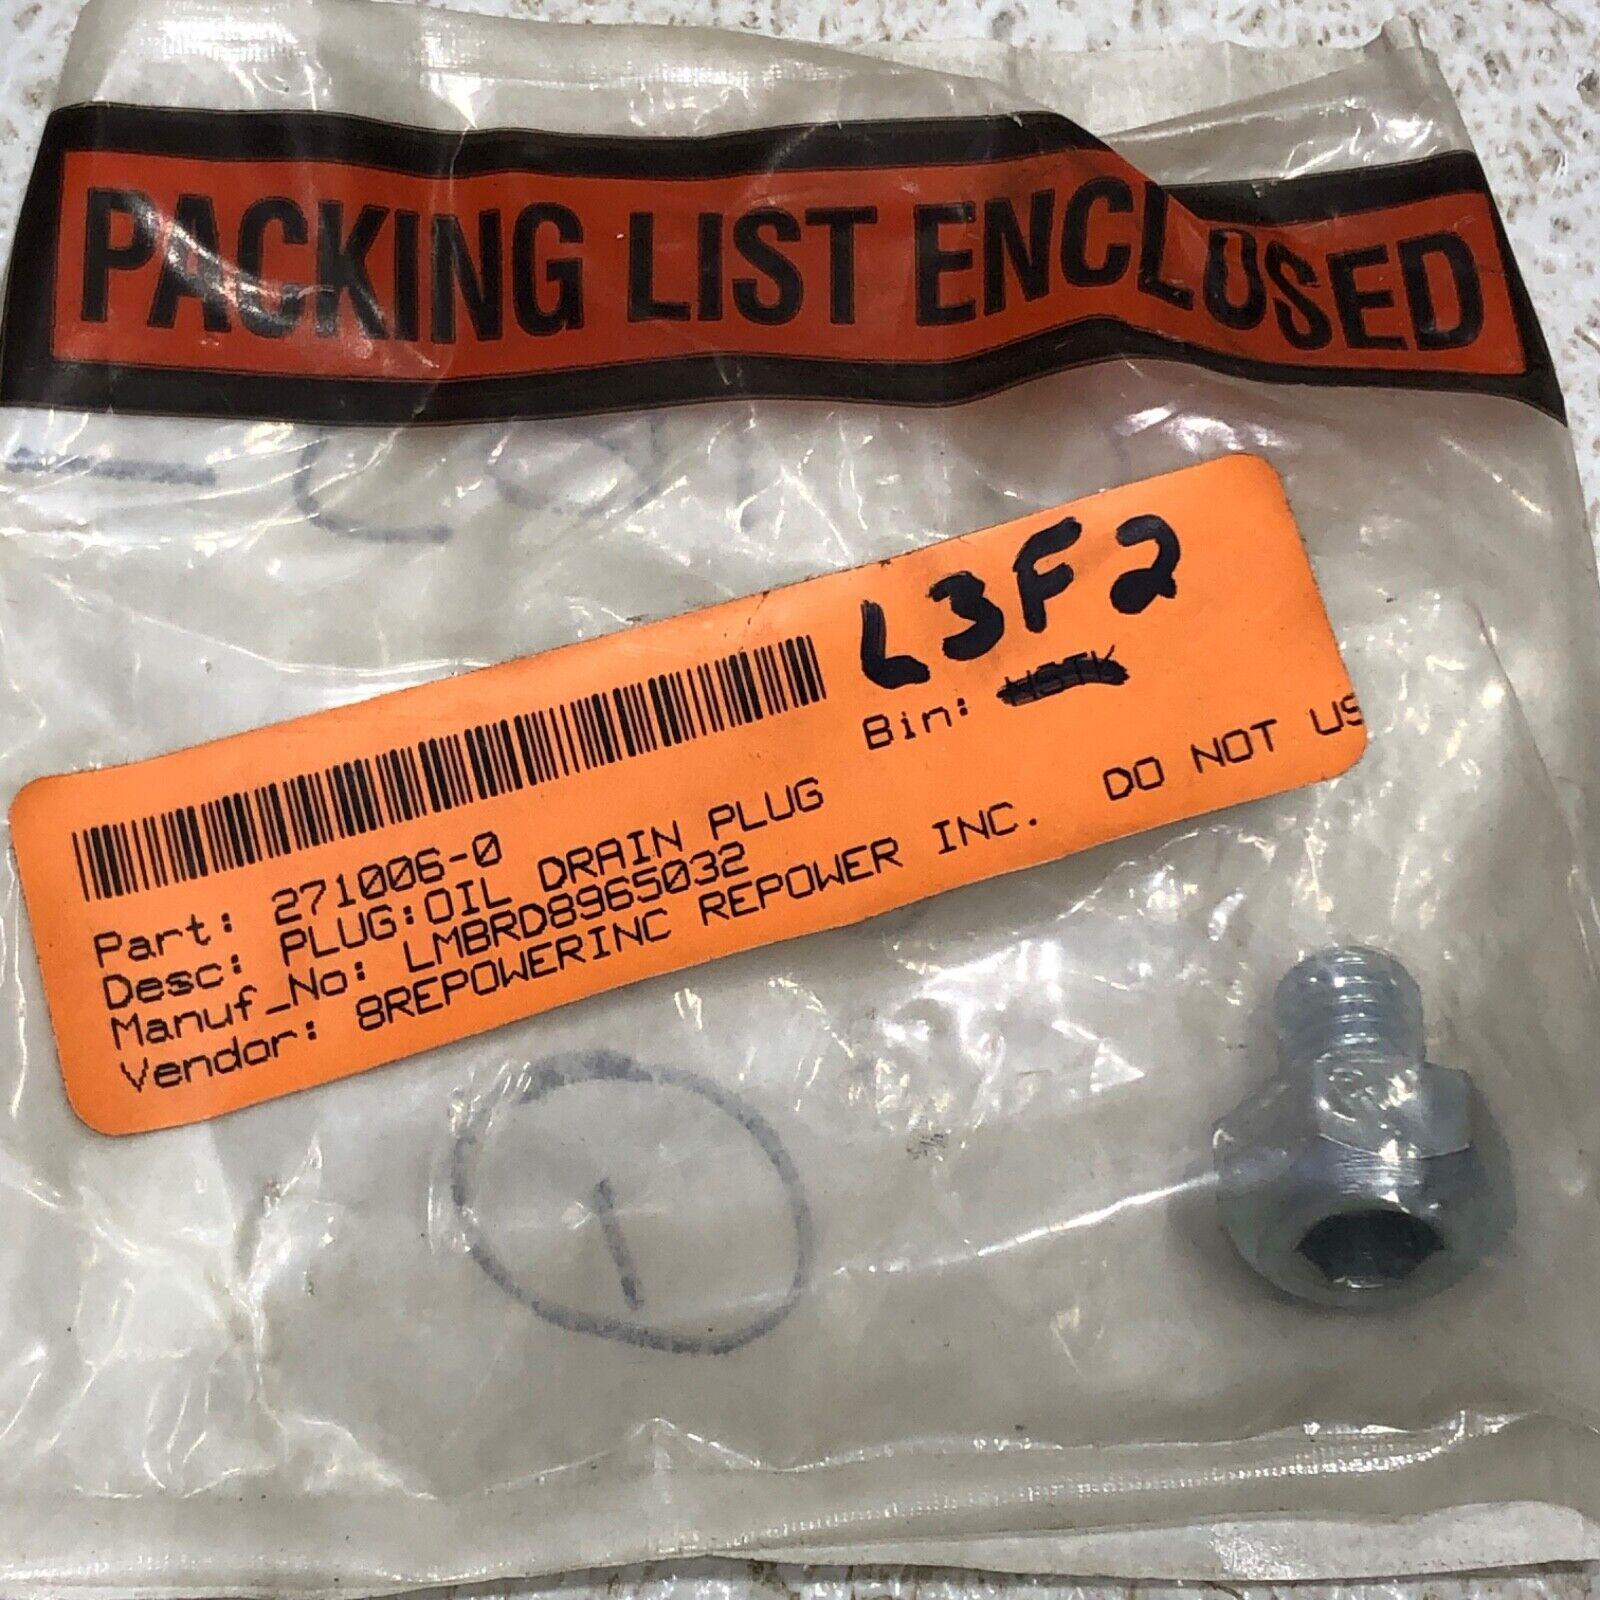 PACKING LIST ENCLOSED
L3F2
Bin: HSTK
Part: 271006-0
Desc: PLUG:OIL DRAIN PLUG
Manuf_No: LMBRD8965032
Vendor: 8REPOWERINC REPOWER INC. DO NOT US
1